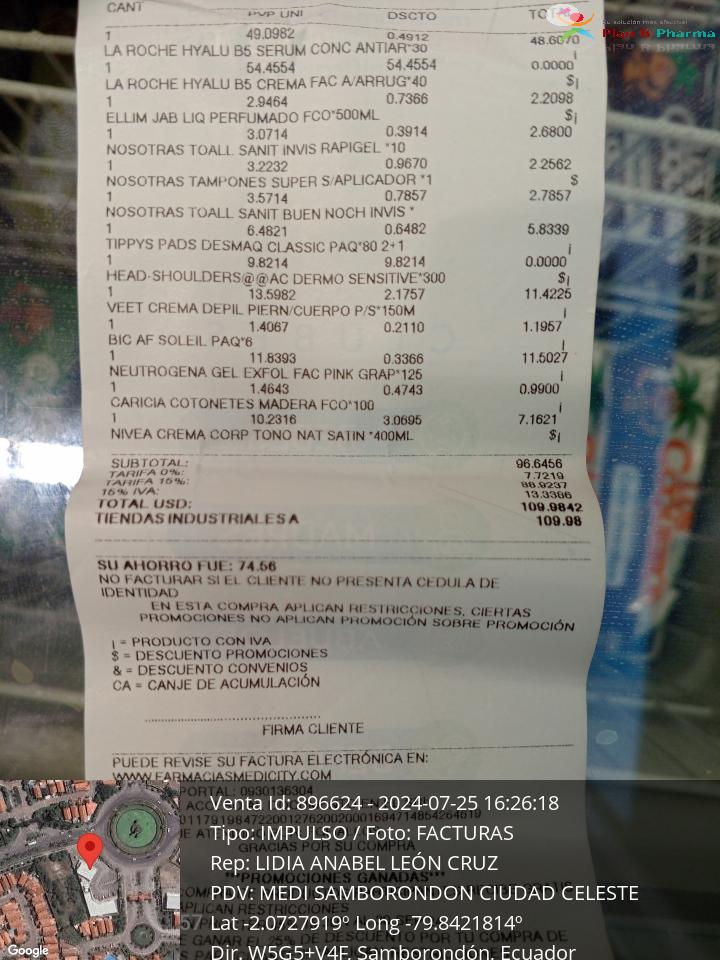 CANT PVP UNI DSCTO
Su solución más efectiva!
Plan B Pharma
1 49.0982 0.4912 48.6070
LA ROCHE HYALU B5 SERUM CONC ANTIAR*30
1 54.4554 54.4554 0.0000
LA ROCHE HYALU B5 CREMA FAC A/ARRUG*40 $¡
1 2.9464 0.7366 2.2098
ELLIM JAB LIQ PERFUMADO FCO*500ML $¡
1 3.0714 0.3914 2.6800
NOSOTRAS TOALL SANIT INVIS RAPIGEL *10
1 3.2232 0.9670 2.2562
NOSOTRAS TAMPONES SUPER S/APLICADOR *1 $
1 3.5714 0.7857 2.7857
NOSOTRAS TOALL SANIT BUEN NOCH INVIS *
1 6.4821 0.6482 5.8339
TIPPYS PADS DESMAQ CLASSIC PAQ*80 2+1 ¡
1 9.8214 9.8214 0.0000
HEAD-SHOULDERS@@AC DERMO SENSITIVE*300 $¡
1 13.5982 2.1757 11.4225
VEET CREMA DEPIL PIERN/CUERPO P/S*150M ¡
1 1.4067 0.2110 1.1957
BIC AF SOLEIL PAQ*6 ¡
1 11.8393 0.3366 11.5027
NEUTROGENA GEL EXFOL FAC PINK GRAP*125 ¡
1 1.4643 0.4743 0.9900
CARICIA COTONETES MADERA FCO*100 ¡
1 10.2316 3.0695 7.1621
NIVEA CREMA CORP TONO NAT SATIN *400ML $¡
SUBTOTAL: 96.6456
TARIFA 0%: 7.7219
TARIFA 15%: 88.9237
15% IVA: 13.3386
TOTAL USD: 109.9842
TIENDAS INDUSTRIALES A 109.98
SU AHORRO FUE: 74.56
NO FACTURAR SI EL CLIENTE NO PRESENTA CEDULA DE
IDENTIDAD
EN ESTA COMPRA APLICAN RESTRICCIONES, CIERTAS
PROMOCIONES NO APLICAN PROMOCIÓN SOBRE PROMOCIÓN
¡ = PRODUCTO CON IVA
$ = DESCUENTO PROMOCIONES
& = DESCUENTO CONVENIOS
CA = CANJE DE ACUMULACIÓN
FIRMA CLIENTE
PUEDE REVISE SU FACTURA ELECTRÓNICA EN:
WWW.FARMACIASMEDICITY.COM
PORTAL: 0930136304
GRACIAS POR SU COMPRA
***PROMOCIONES GANADAS***
Venta Id: 896624 - 2024-07-25 16:26:18
Tipo: IMPULSO / Foto: FACTURAS
Rep: LIDIA ANABEL LEÓN CRUZ
PDV: MEDI SAMBORONDON CIUDAD CELESTE
Lat -2.0727919º Long -79.8421814º
Dir. W5G5+V4F, Samborondón, Ecuador
Google